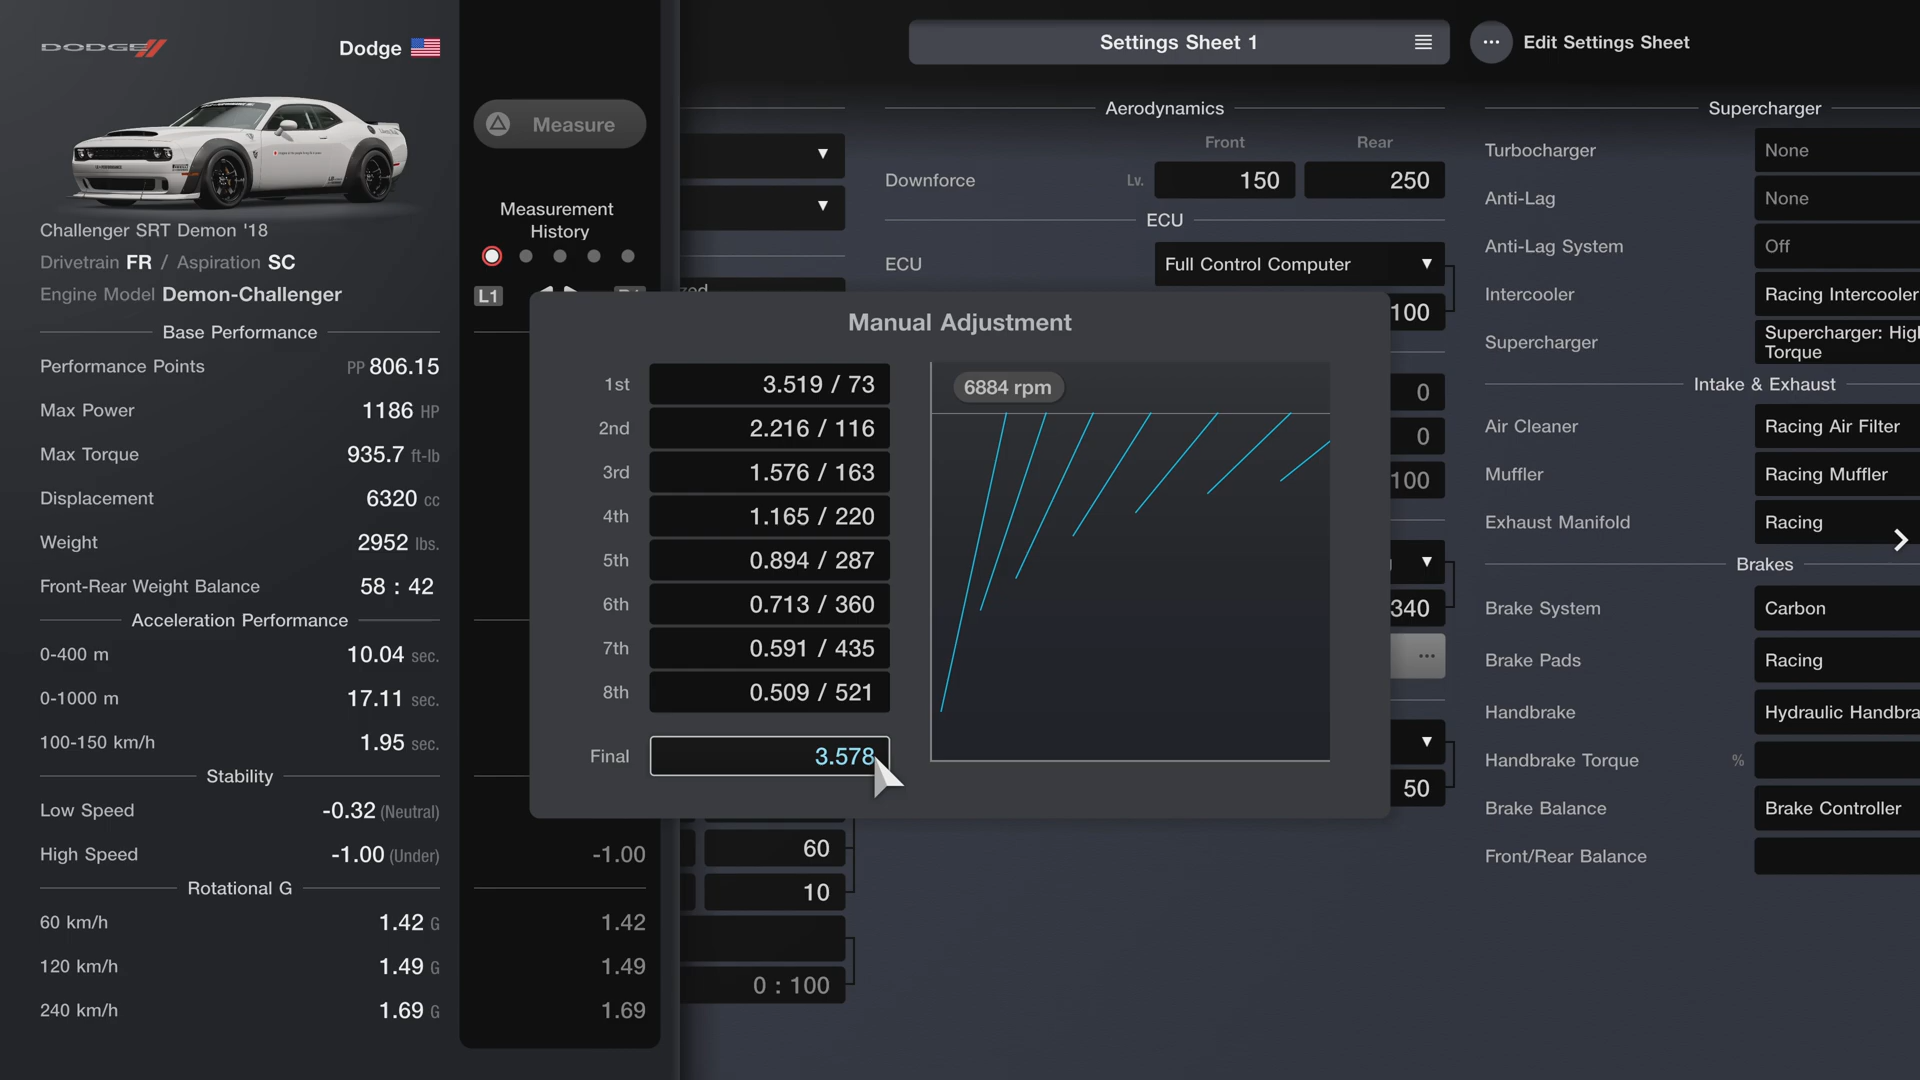 DODGE
Dodge
Challenger SRT Demon '18
Drivetrain FR / Aspiration SC
Engine Model Demon-Challenger
Base Performance
Performance Points PP 806.15
Max Power 1186 HP
Max Torque 935.7 ft-lb
Displacement 6320 cc
Weight 2952 lbs.
Front-Rear Weight Balance 58 : 42
Acceleration Performance
0-400 m 10.04 sec.
0-1000 m 17.11 sec.
100-150 km/h 1.95 sec.
Stability
Low Speed -0.32 (Neutral)
High Speed -1.00 (Under)
Rotational G
60 km/h 1.42 G
120 km/h 1.49 G
240 km/h 1.69 G
Measure
Measurement
History
L1
-1.00
1.42
1.49
1.69
Settings Sheet 1
Edit Settings Sheet
Manual Adjustment
1st 3.519 / 73
2nd 2.216 / 116
3rd 1.576 / 163
4th 1.165 / 220
5th 0.894 / 287
6th 0.713 / 360
7th 0.591 / 435
8th 0.509 / 521
Final 3.578
6884 rpm
60
10
0 : 100
Aerodynamics
Front Rear
Downforce Lv. 150 250
ECU
ECU Full Control Computer
100
0
0
100
340
50
Supercharger
Turbocharger None
Anti-Lag None
Anti-Lag System Off
Intercooler Racing Intercooler
Supercharger Supercharger: High
Torque
Intake & Exhaust
Air Cleaner Racing Air Filter
Muffler Racing Muffler
Exhaust Manifold Racing
Brakes
Brake System Carbon
Brake Pads Racing
Handbrake Hydraulic Handbra
Handbrake Torque %
Brake Balance Brake Controller
Front/Rear Balance